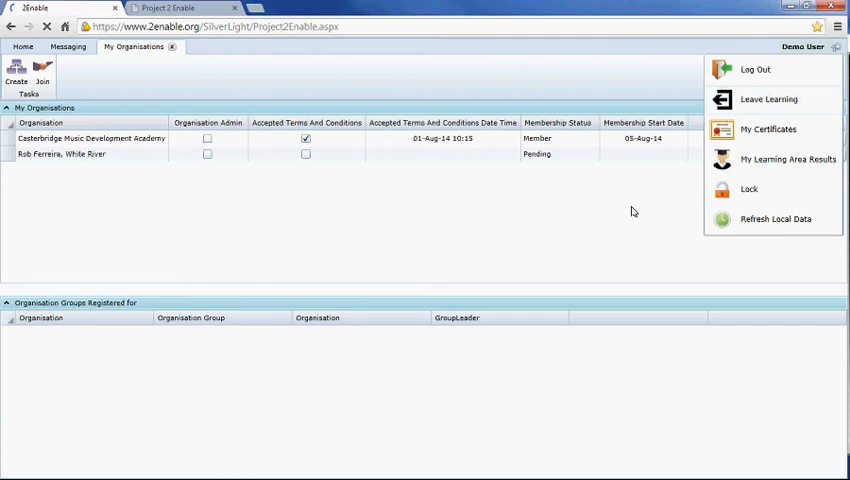 2Enable
Project 2 Enable
https://www.2enable.org/SilverLight/Project2Enable.aspx
Home Messaging My Organisations Demo User
Create Join
Tasks
Log Out
Leave Learning
My Certificates
My Learning Area Results
Lock
Refresh Local Data
My Organisations
Organisation Organisation Admin Accepted Terms And Conditions Accepted Terms And Conditions Date Time Membership Status Membership Start Date
Casterbridge Music Development Academy 01-Aug-14 10:15 Member 05-Aug-14
Rob Ferreira, White River Pending
Organisation Groups Registered for
Organisation Organisation Group Organisation GroupLeader